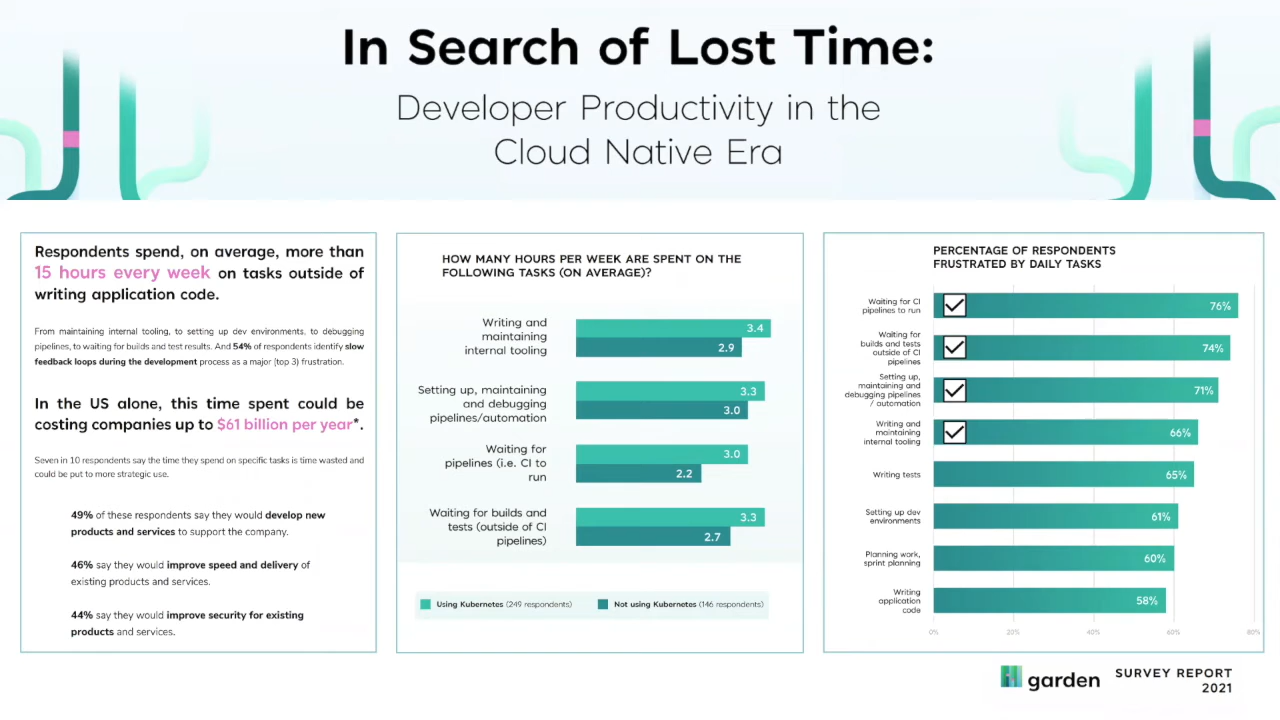 In Search of Lost Time:
Developer Productivity in the
Cloud Native Era
Respondents spend, on average, more than
15 hours every week on tasks outside of
writing application code.
From maintaining internal tooling, to setting up dev environments, to debugging
pipelines, to waiting for builds and test results. And 54% of respondents identify slow
feedback loops during the development process as a major (top 3) frustration.
In the US alone, this time spent could be
costing companies up to $61 billion per year*.
Seven in 10 respondents say the time they spend on specific tasks is time wasted and
could be put to more strategic use.
49% of these respondents say they would develop new
products and services to support the company.
46% say they would improve speed and delivery of
existing products and services.
44% say they would improve security for existing
products and services.
HOW MANY HOURS PER WEEK ARE SPENT ON THE
FOLLOWING TASKS (ON AVERAGE)?
Writing and
maintaining
internal tooling
3.4
2.9
Setting up, maintaining
and debugging
pipelines/automation
3.3
3.0
Waiting for
pipelines (i.e. CI to
run
3.0
2.2
Waiting for builds and
tests (outside of CI
pipelines)
3.3
2.7
Using Kubernetes (249 respondents)
Not using Kubernetes (146 respondents)
PERCENTAGE OF RESPONDENTS
FRUSTRATED BY DAILY TASKS
Waiting for CI
pipelines to run
76%
Waiting for
builds and tests
outside of CI
pipelines
74%
Setting up,
maintaining and
debugging pipelines
/ automation
71%
Writing and
maintaining
internal tooling
66%
Writing tests
65%
Setting up dev
environments
61%
Planning work,
sprint planning
60%
Writing
application
code
58%
0%
20%
40%
60%
80%
garden
SURVEY REPORT
2021